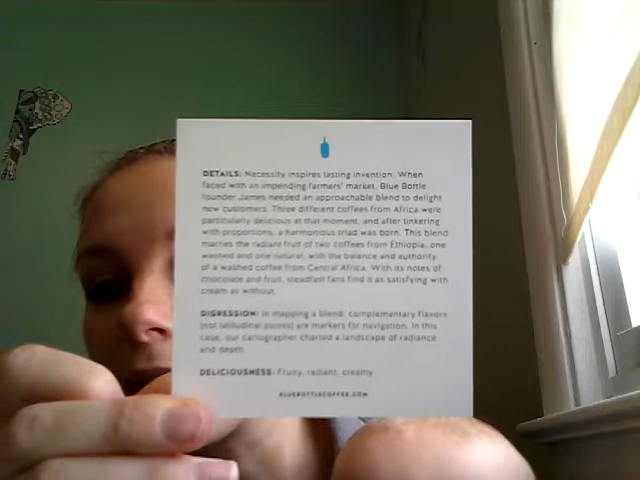 DETAILS: Necessity inspires lasting invention. When
faced with an impending farmers' market, Blue Bottle
founder James needed an approachable blend to delight
new customers. Three different coffees from Africa were
particularly delicious at that moment, and after tinkering
with proportions, a harmonious triad was born. This blend
marries the radiant fruit of two coffees from Ethiopia, one
washed and one natural, with the balance and authority
of a washed coffee from Central Africa. With its notes of
chocolate and fruit, steadfast fans find it as satisfying with
cream as without.
DIGRESSION: In mapping a blend, complementary flavors
(not latitudinal points) are markers for navigation. In this
case, our cartographer charted a landscape of radiance
and depth.
DELICIOUSNESS: Fruity, radiant, creamy
BLUEBOTTLECOFFEE.COM